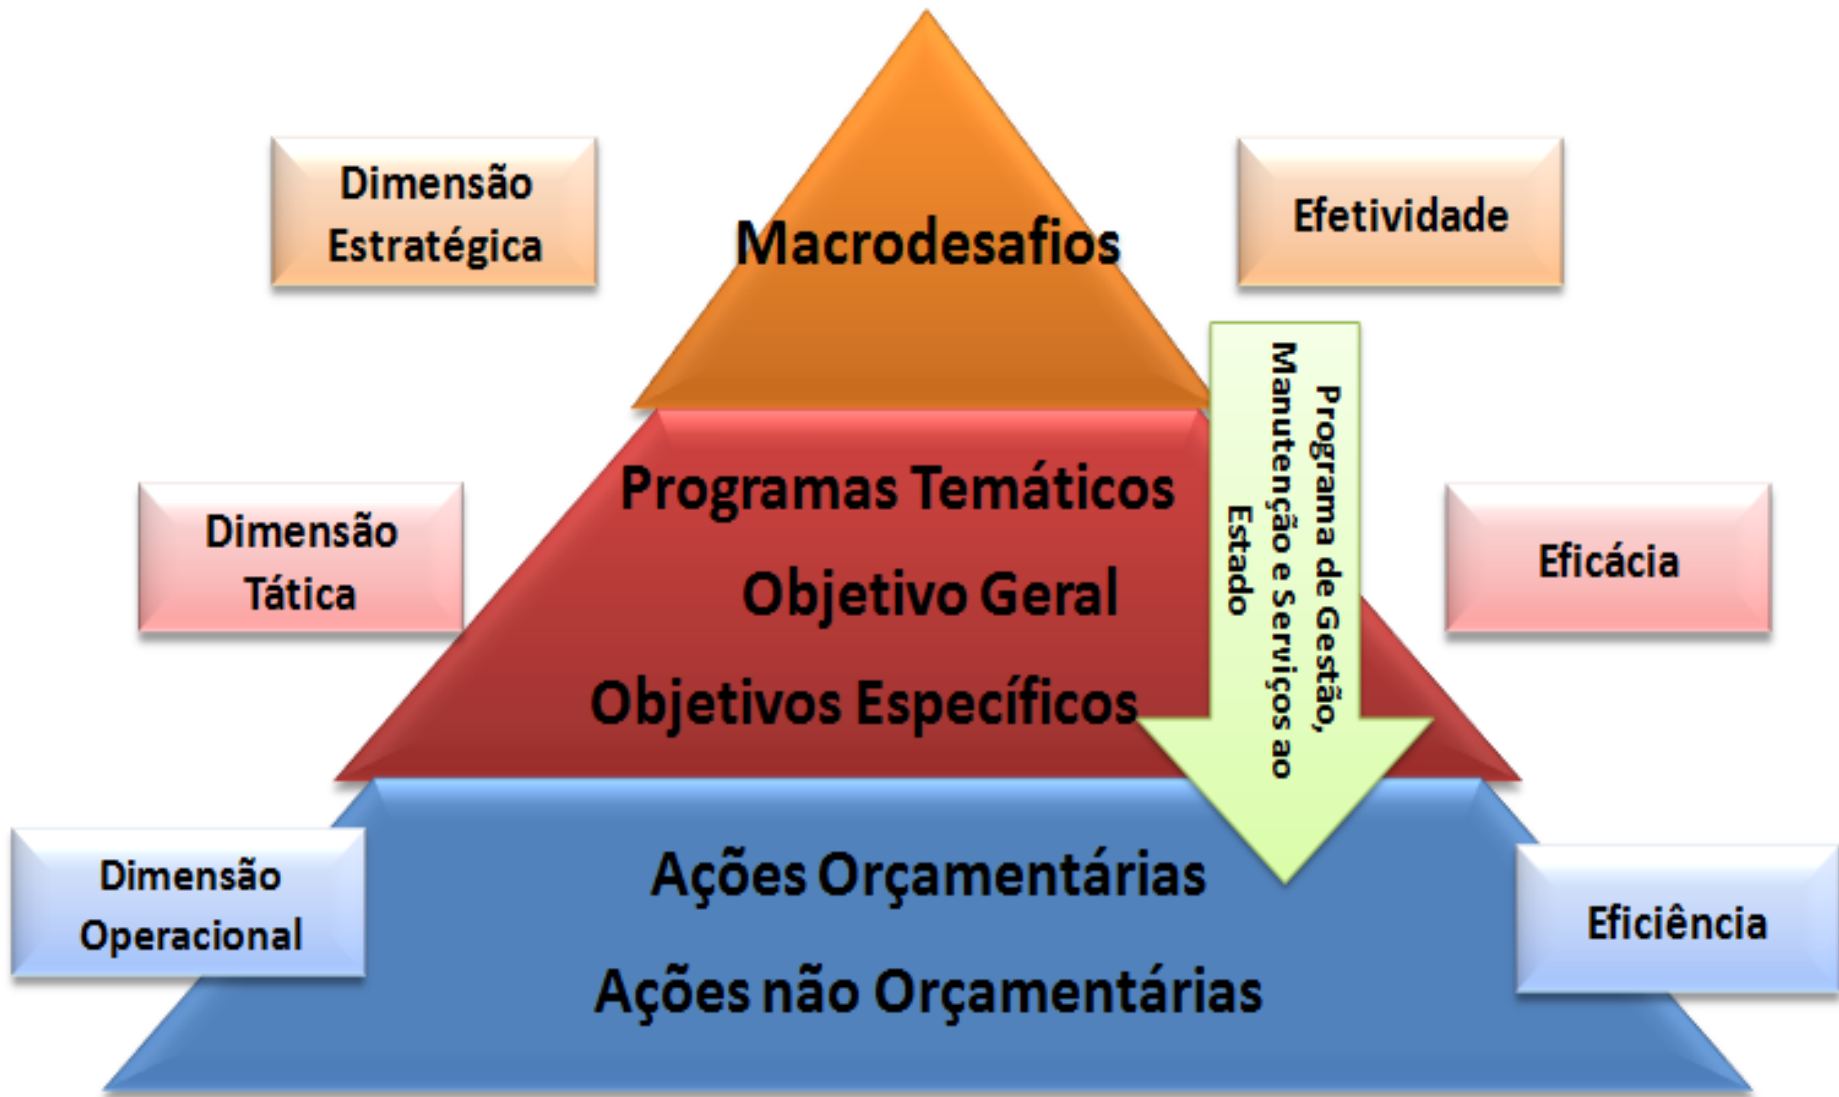 Dimensão
Estratégica
Macrodesafios
Efetividade
Programa de Gestão,
Manutenção e Serviços ao
Estado
Dimensão
Tática
Programas Temáticos
Objetivo Geral
Objetivos Específicos
Eficácia
Dimensão
Operacional
Ações Orçamentárias
Ações não Orçamentárias
Eficiência